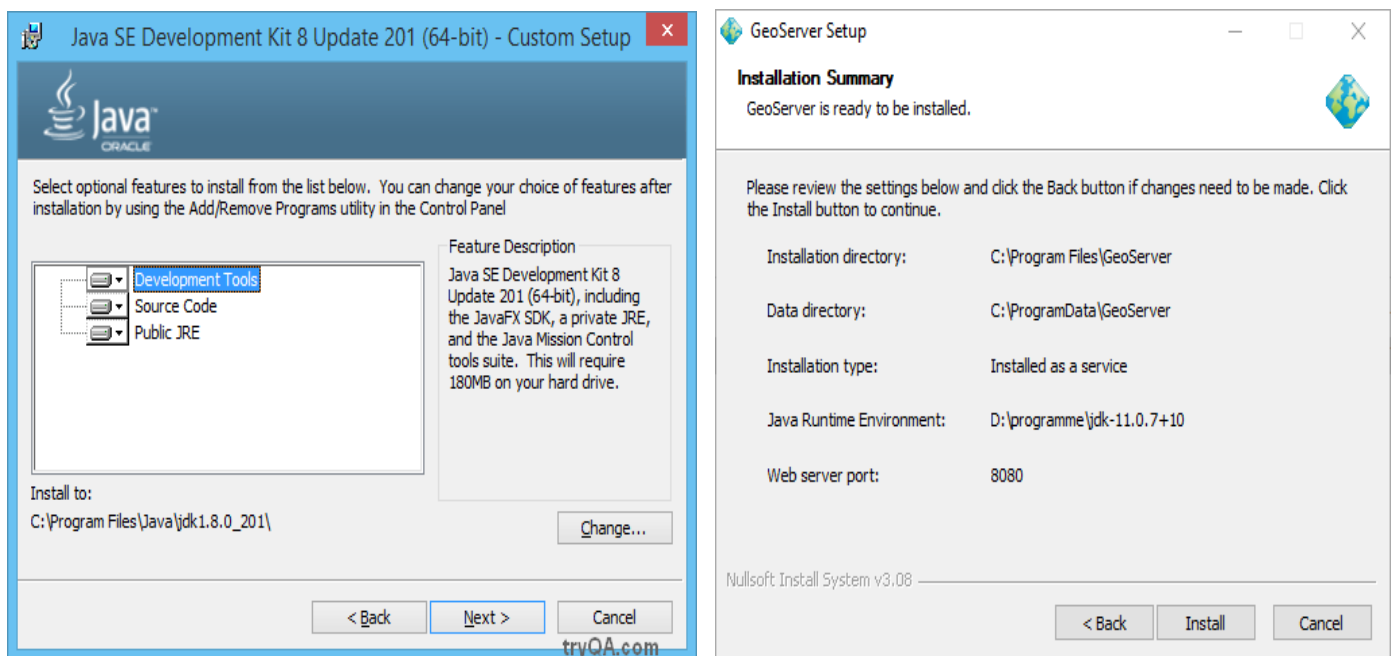 Java SE Development Kit 8 Update 201 (64-bit) - Custom Setup
x
Java
ORACLE
Select optional features to install from the list below. You can change your choice of features after
installation by using the Add/Remove Programs utility in the Control Panel
Development Tools
Source Code
Public JRE
Feature Description
Java SE Development Kit 8
Update 201 (64-bit), including
the JavaFX SDK, a private JRE,
and the Java Mission Control
tools suite. This will require
180MB on your hard drive.
Install to:
C:\Program Files\Java\jdk1.8.0_201\
Change...
< Back
Next >
Cancel
tryQA.com
GeoServer Setup
Installation Summary
GeoServer is ready to be installed.
Please review the settings below and click the Back button if changes need to be made. Click
the Install button to continue.
Installation directory: C:\Program Files\GeoServer
Data directory: C:\ProgramData\GeoServer
Installation type: Installed as a service
Java Runtime Environment: D:\programme\jdk-11.0.7+10
Web server port: 8080
Nullsoft Install System v3.08
< Back
Install
Cancel